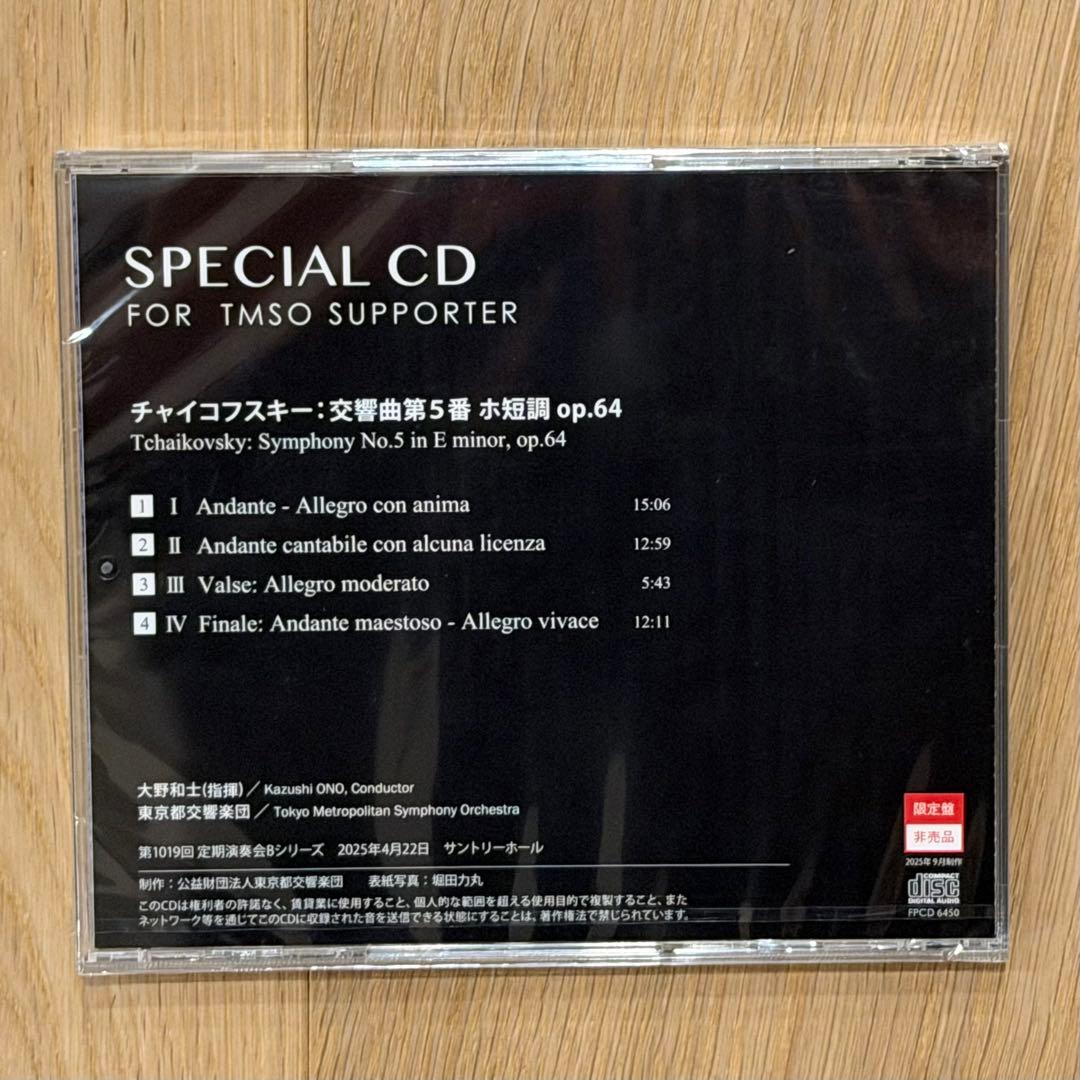 SPECIAL CD
FOR TMSO SUPPORTER
チャイコフスキー：交響曲第５番 ホ短調 op.64
Tchaikovsky: Symphony No.5 in E minor, op.64
1 Ⅰ Andante - Allegro con anima 15:06
2 Ⅱ Andante cantabile con alcuna licenza 12:59
3 Ⅲ Valse: Allegro moderato 5:43
4 Ⅳ Finale: Andante maestoso - Allegro vivace 12:11
大野和士(指揮)／Kazushi ONO, Conductor
東京都交響楽団／Tokyo Metropolitan Symphony Orchestra
第1019回 定期演奏会Bシリーズ 2025年4月22日 サントリーホール
制作：公益財団法人東京都交響楽団 表紙写真：堀田力丸
このCDは権利者の許諾なく、賃貸業に使用すること、個人的な範囲を超える使用目的で複製すること、また
ネットワーク等を通じてこのCDに収録された音を送信できる状態にすることは、著作権法で禁じられています。
限定盤
非売品
2025年9月制作
COMPACT
disc
DIGITAL AUDIO
FPCD 6450